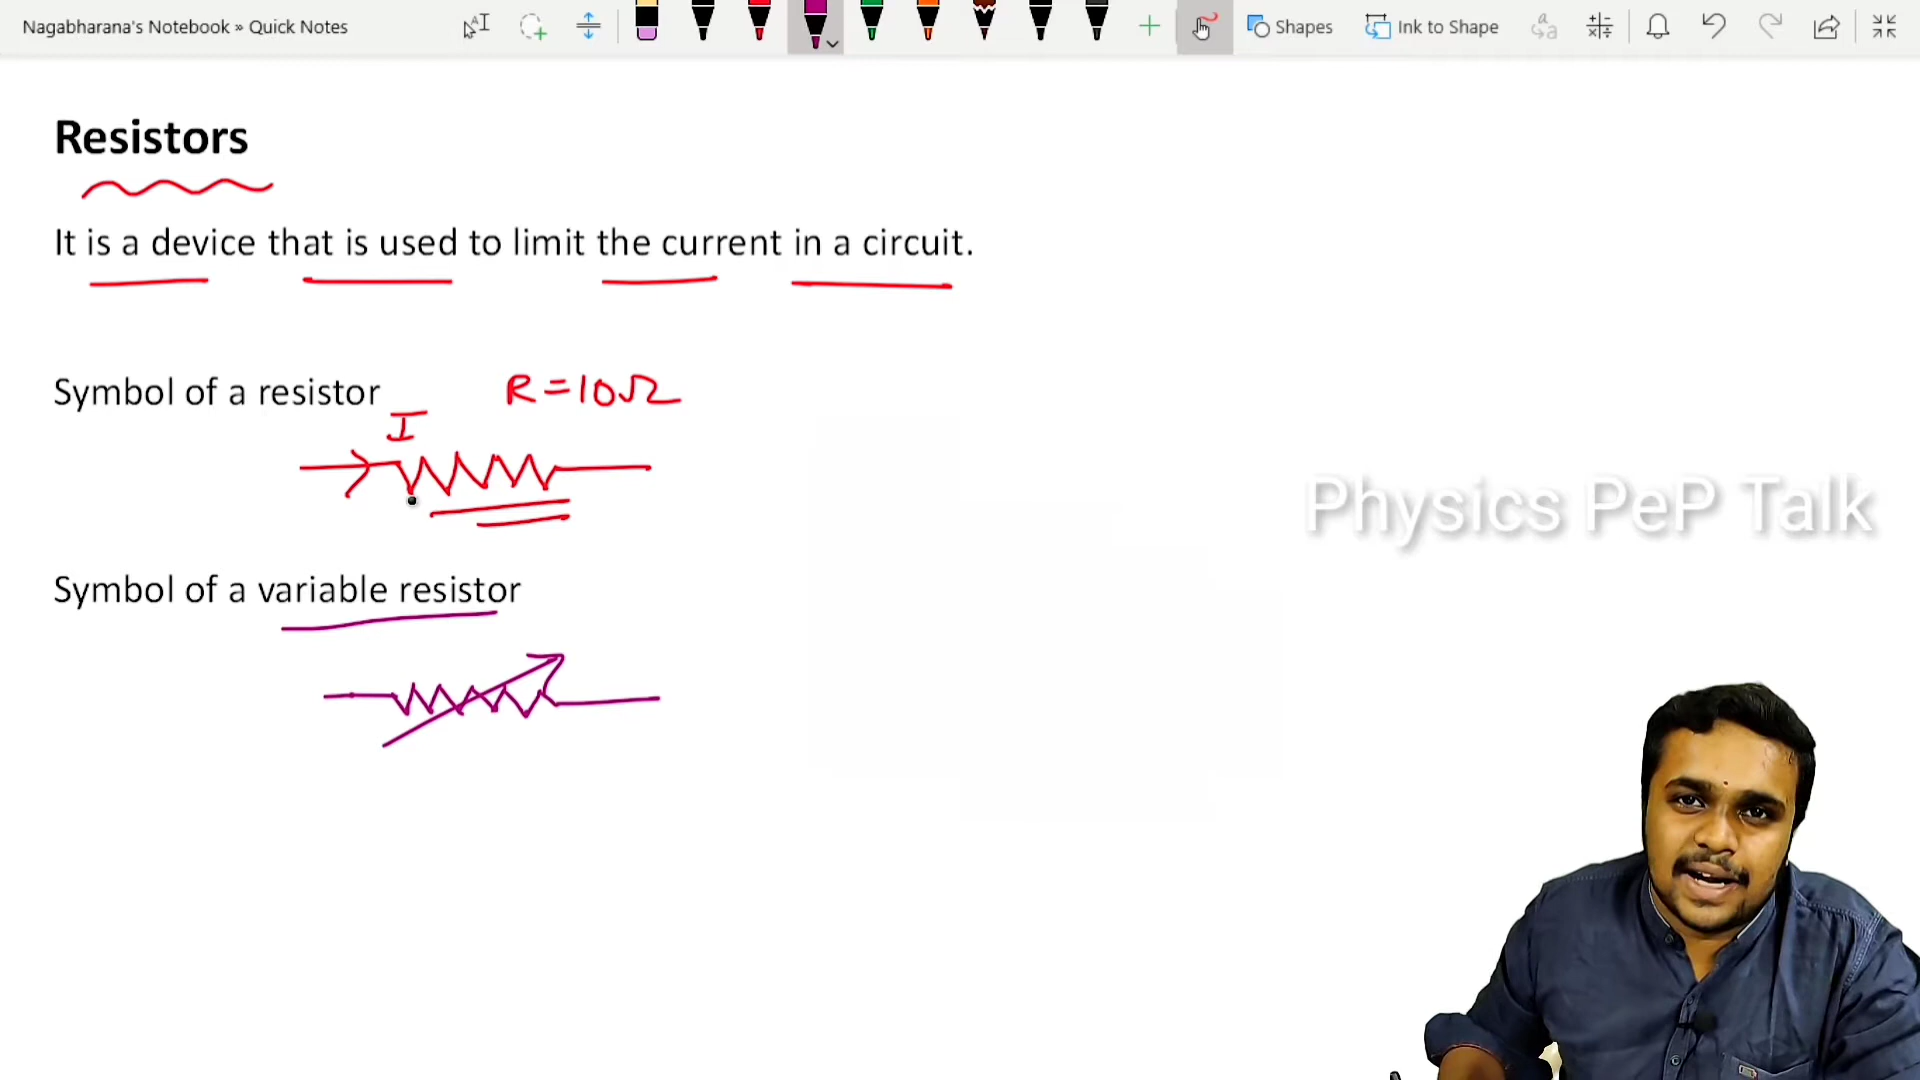 Nagabharana's Notebook » Quick Notes
Shapes
Ink to Shape
Resistors
It is a device that is used to limit the current in a circuit.
Symbol of a resistor
R = 10Ω
I
Physics PeP Talk
Symbol of a variable resistor